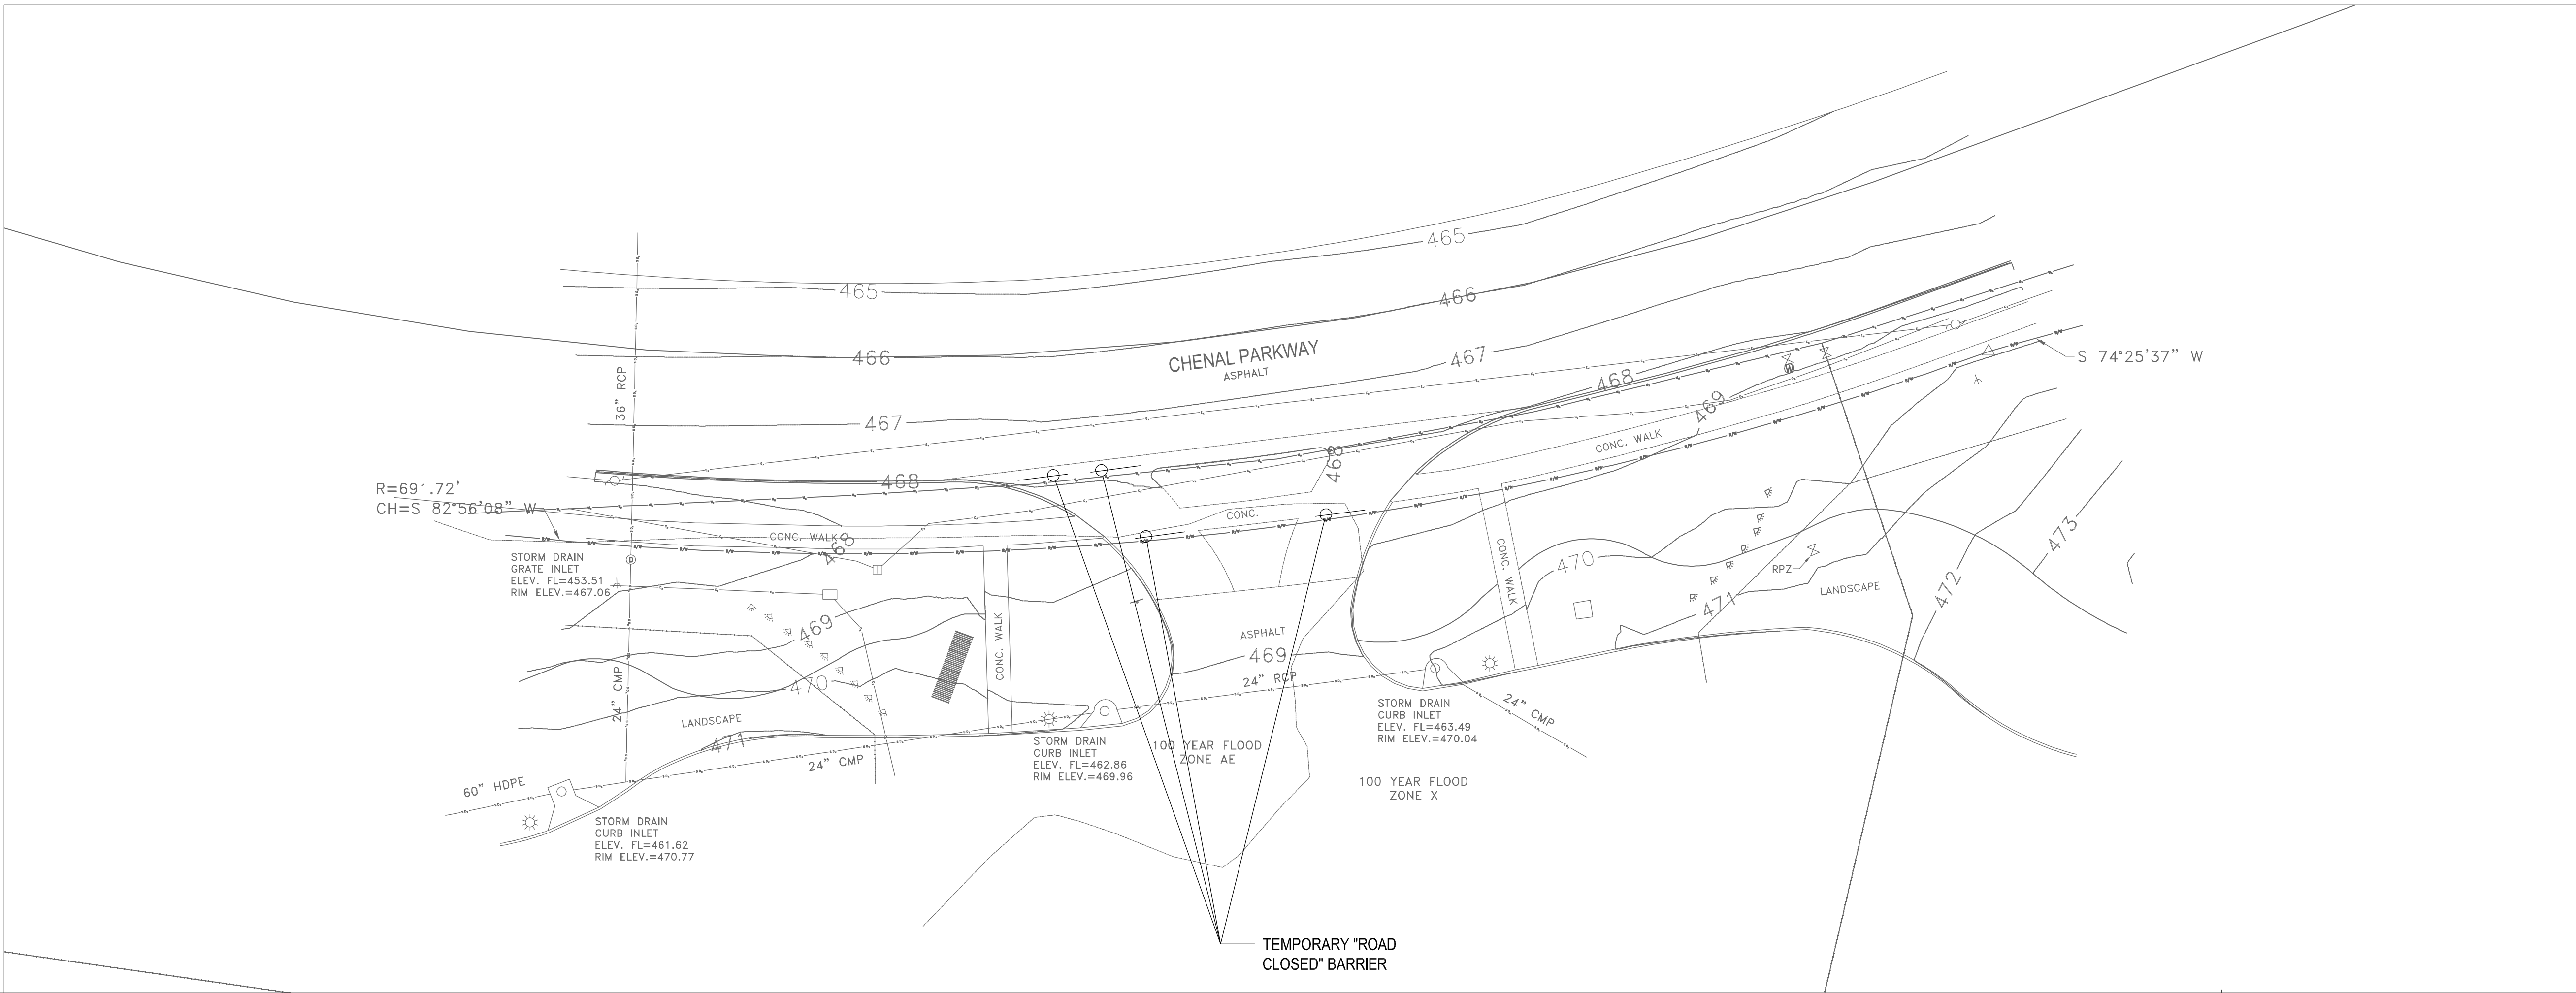 465
465
466
466
CHENAL PARKWAY
ASPHALT
467
467
S 74°25'37" W
36" RCP
468
469
W
CONC. WALK
468
R=691.72'
CH=S 82°56'08" W
468
CONC.
CONC. WALK
468
D
STORM DRAIN
GRATE INLET
ELEV. FL=453.51
RIM ELEV.=467.06
CONC. WALK
470
RPZ
LANDSCAPE
471
472
473
469
CONC. WALK
ASPHALT
469
24" RCP
470
24" CMP
LANDSCAPE
471
STORM DRAIN
CURB INLET
ELEV. FL=463.49
RIM ELEV.=470.04
24" CMP
STORM DRAIN
CURB INLET
ELEV. FL=462.86
RIM ELEV.=469.96
100 YEAR FLOOD
ZONE AE
24" CMP
60" HDPE
100 YEAR FLOOD
ZONE X
STORM DRAIN
CURB INLET
ELEV. FL=461.62
RIM ELEV.=470.77
TEMPORARY "ROAD
CLOSED" BARRIER